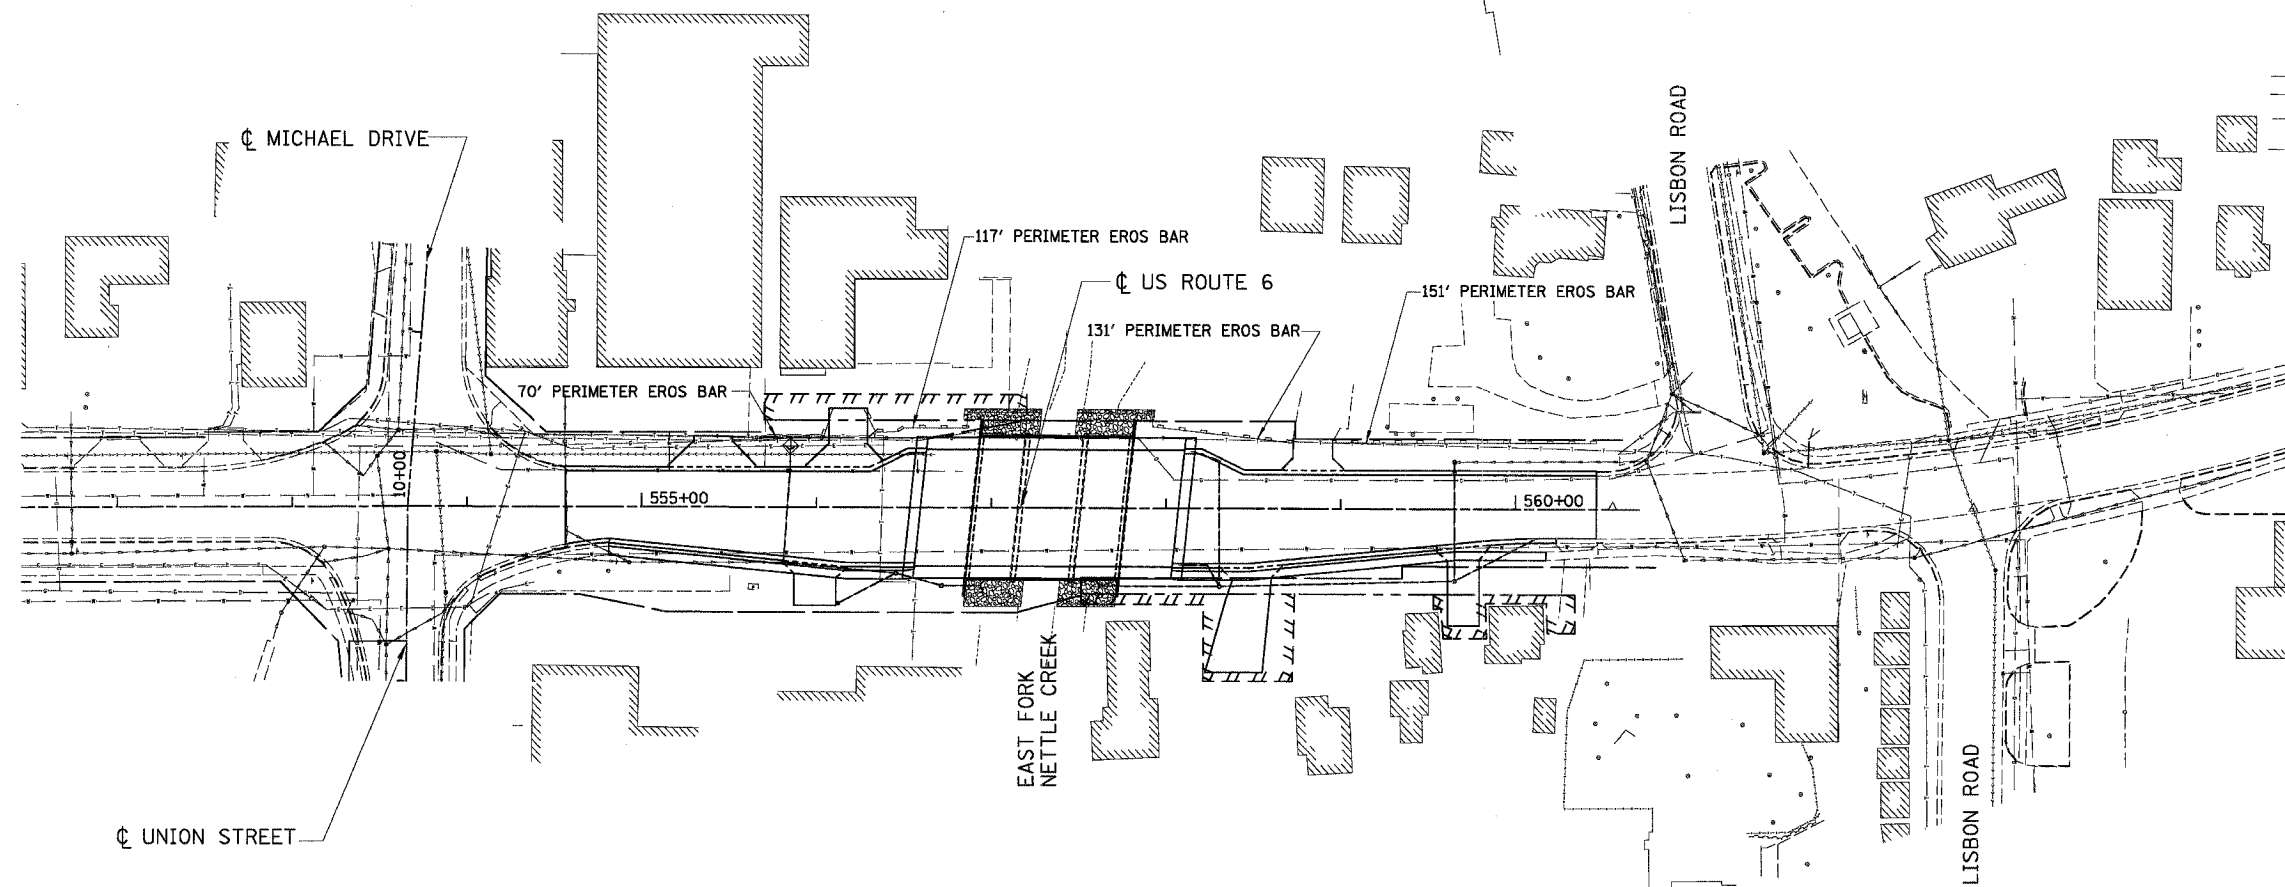 ℄ MICHAEL DRIVE
LISBON ROAD
117' PERIMETER EROS BAR
℄ US ROUTE 6
151' PERIMETER EROS BAR
131' PERIMETER EROS BAR
70' PERIMETER EROS BAR
10+00
555+00
560+00
EAST FORK
NETTLE CREEK
℄ UNION STREET
LISBON ROAD